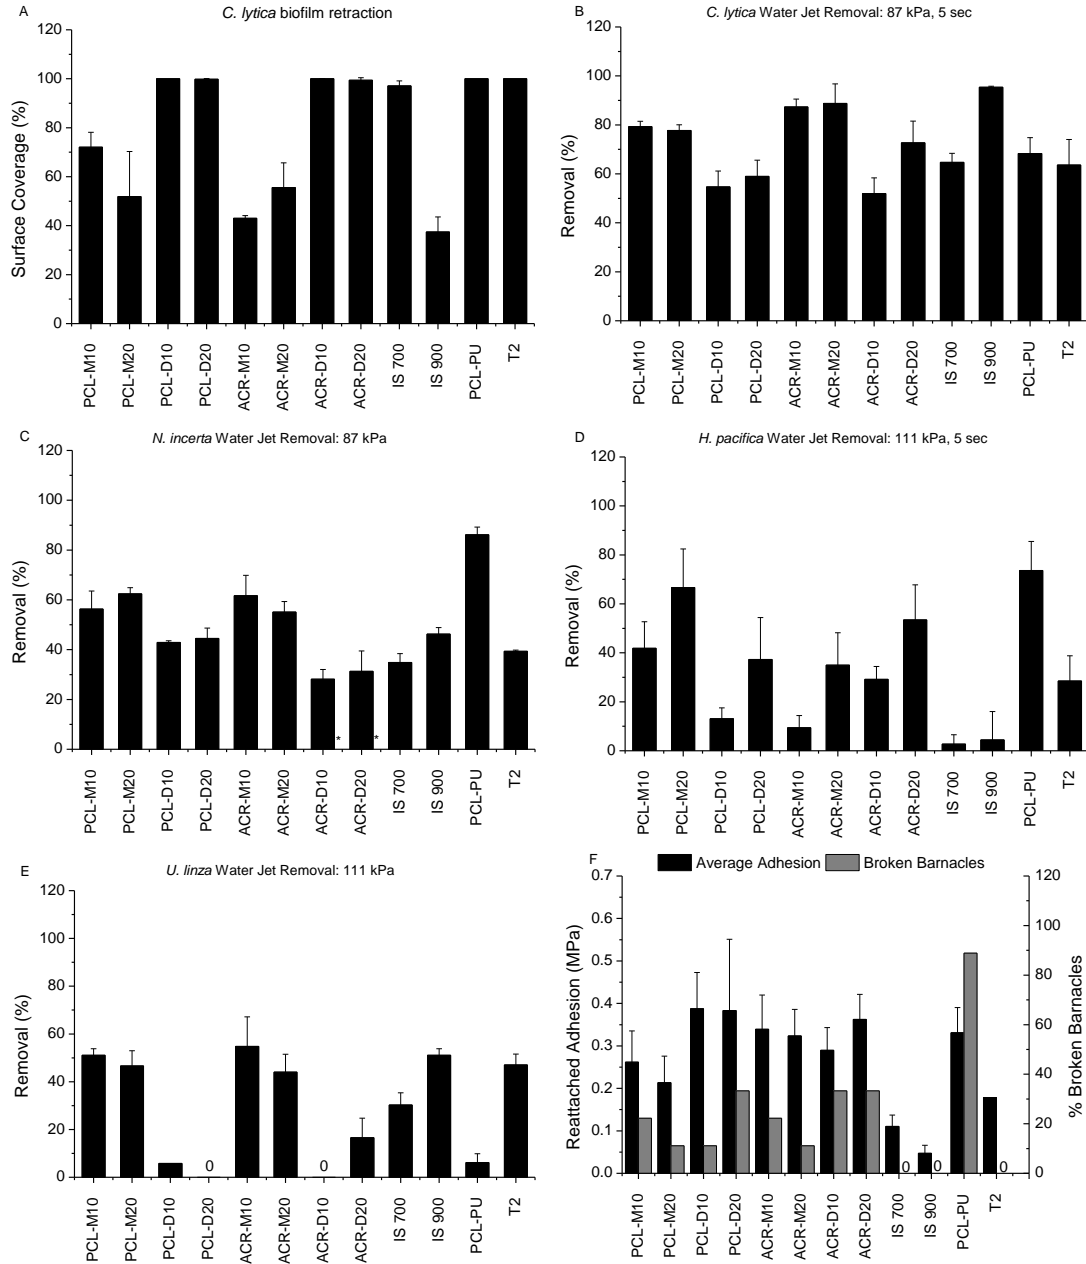 A
C. lytica biofilm retraction
120
100
80
60
40
20
0
Surface Coverage (%)
PCL-M10
PCL-M20
PCL-D10
PCL-D20
ACR-M10
ACR-M20
ACR-D10
ACR-D20
IS 700
IS 900
PCL-PU
T2
B
C. lytica Water Jet Removal: 87 kPa, 5 sec
120
100
80
60
40
20
0
Removal (%)
PCL-M10
PCL-M20
PCL-D10
PCL-D20
ACR-M10
ACR-M20
ACR-D10
ACR-D20
IS 700
IS 900
PCL-PU
T2
C
N. incerta Water Jet Removal: 87 kPa
120
100
80
60
40
20
0
Removal (%)
* *
PCL-M10
PCL-M20
PCL-D10
PCL-D20
ACR-M10
ACR-M20
ACR-D10
ACR-D20
IS 700
IS 900
PCL-PU
T2
D
H. pacifica Water Jet Removal: 111 kPa, 5 sec
120
100
80
60
40
20
0
Removal (%)
PCL-M10
PCL-M20
PCL-D10
PCL-D20
ACR-M10
ACR-M20
ACR-D10
ACR-D20
IS 700
IS 900
PCL-PU
T2
E
U. linza Water Jet Removal: 111 kPa
120
100
80
60
40
20
0
Removal (%)
0 0
PCL-M10
PCL-M20
PCL-D10
PCL-D20
ACR-M10
ACR-M20
ACR-D10
ACR-D20
IS 700
IS 900
PCL-PU
T2
F
Average Adhesion Broken Barnacles
0.7
0.6
0.5
0.4
0.3
0.2
0.1
0.0
Reattached Adhesion (MPa)
0 0 0
120
100
80
60
40
20
0
% Broken Barnacles
PCL-M10
PCL-M20
PCL-D10
PCL-D20
ACR-M10
ACR-M20
ACR-D10
ACR-D20
IS 700
IS 900
PCL-PU
T2